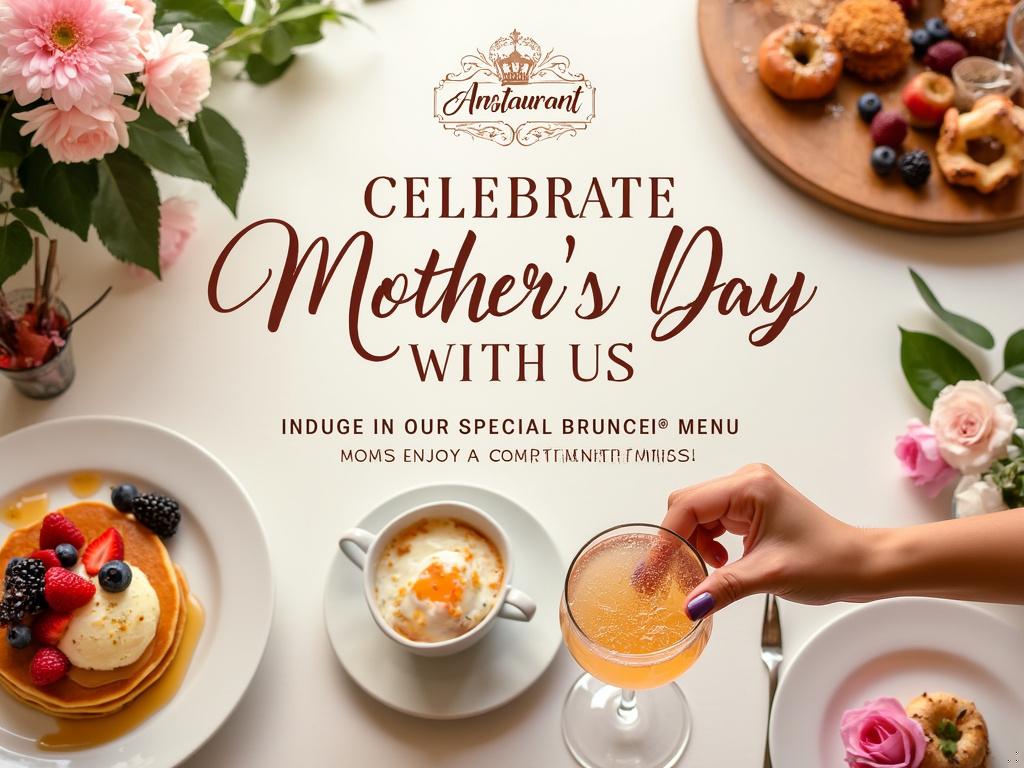 Anstaurant
CELEBRATE
Mother's Day
WITH US
INDUGE IN OUR SPECIAL BRUNCEI® MENU
MOMS ENJOY A